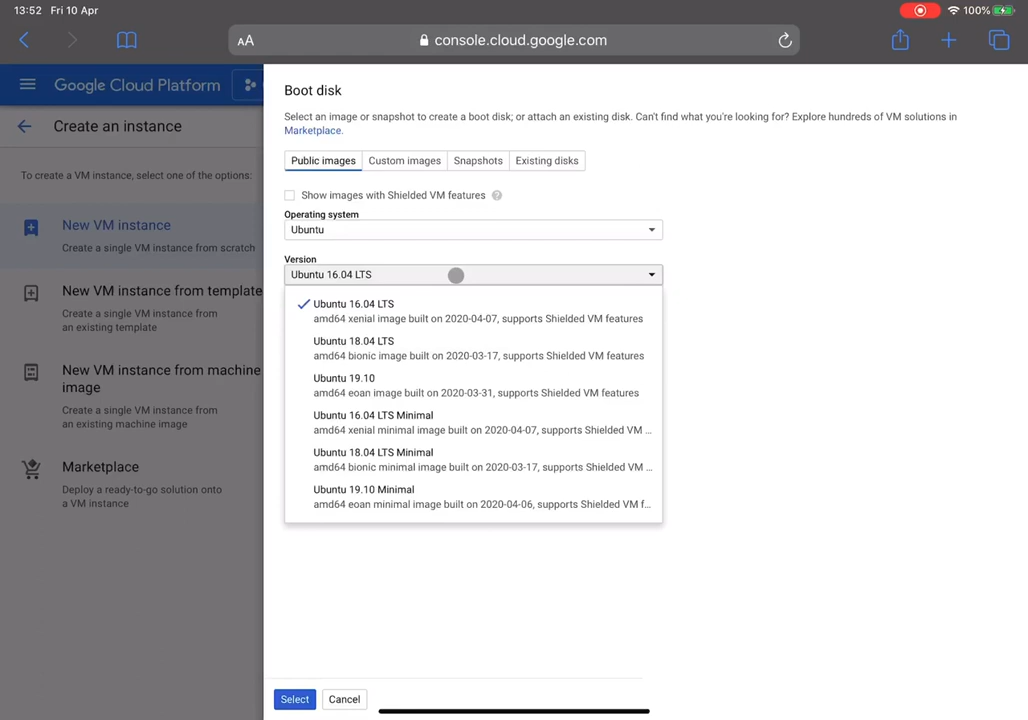 13:52 Fri 10 Apr
100%
AA
console.cloud.google.com
Google Cloud Platform
Create an instance
To create a VM instance, select one of the options:
New VM instance
Create a single VM instance from scratch
New VM instance from template
Create a single VM instance from
an existing template
New VM instance from machine
image
Create a single VM instance from
an existing machine image
Marketplace
Deploy a ready-to-go solution onto
a VM instance
Boot disk
Select an image or snapshot to create a boot disk; or attach an existing disk. Can't find what you're looking for? Explore hundreds of VM solutions in
Marketplace.
Public images
Custom images
Snapshots
Existing disks
Show images with Shielded VM features
Operating system
Ubuntu
Version
Ubuntu 16.04 LTS
Ubuntu 16.04 LTS
amd64 xenial image built on 2020-04-07, supports Shielded VM features
Ubuntu 18.04 LTS
amd64 bionic image built on 2020-03-17, supports Shielded VM features
Ubuntu 19.10
amd64 eoan image built on 2020-03-31, supports Shielded VM features
Ubuntu 16.04 LTS Minimal
amd64 xenial minimal image built on 2020-04-07, supports Shielded VM ...
Ubuntu 18.04 LTS Minimal
amd64 bionic minimal image built on 2020-03-17, supports Shielded VM ...
Ubuntu 19.10 Minimal
amd64 eoan minimal image built on 2020-04-06, supports Shielded VM f...
Select
Cancel